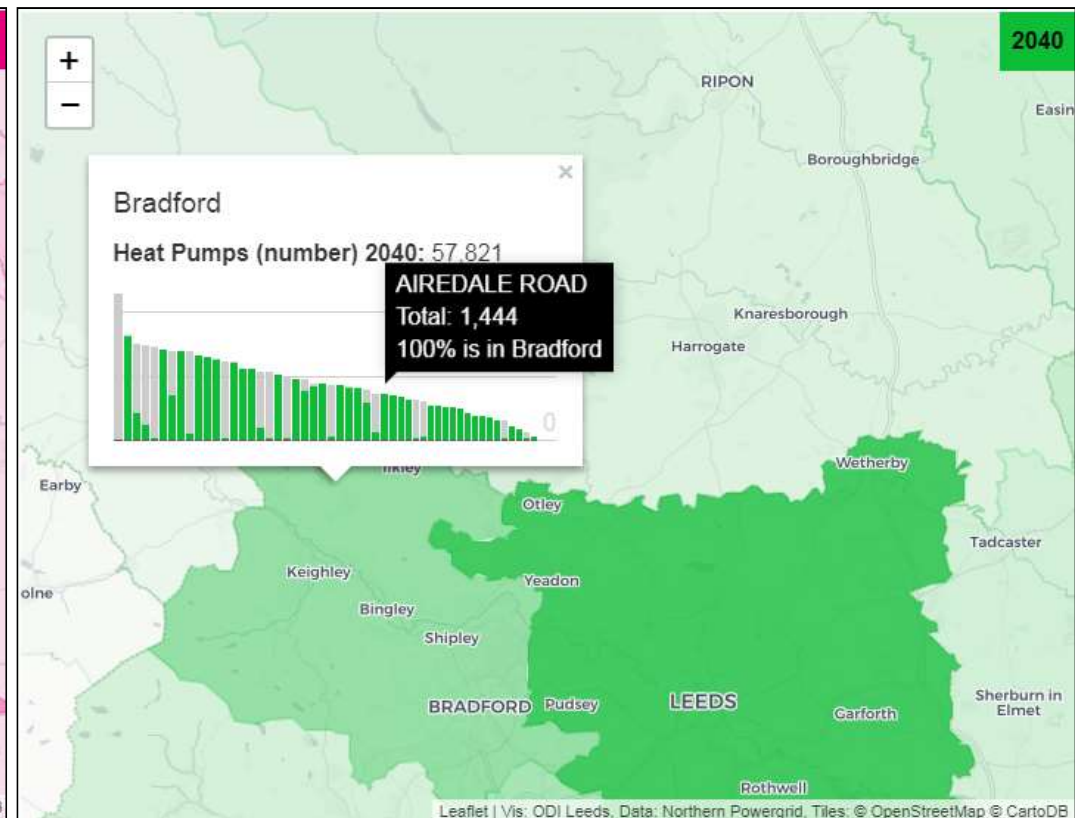 +
−
2040
RIPON
Easin
Boroughbridge
×
Bradford
Heat Pumps (number) 2040: 57,821
AIREDALE ROAD
Total: 1,444
100% is in Bradford
0
Knaresborough
Harrogate
Ilkley
Wetherby
Earby
Otley
Tadcaster
Keighley
Yeadon
olne
Bingley
Shipley
BRADFORD
Pudsey
LEEDS
Garforth
Sherburn in
Elmet
Rothwell
Leaflet | Vis: ODI Leeds, Data: Northern Powergrid, Tiles: © OpenStreetMap © CartoDB